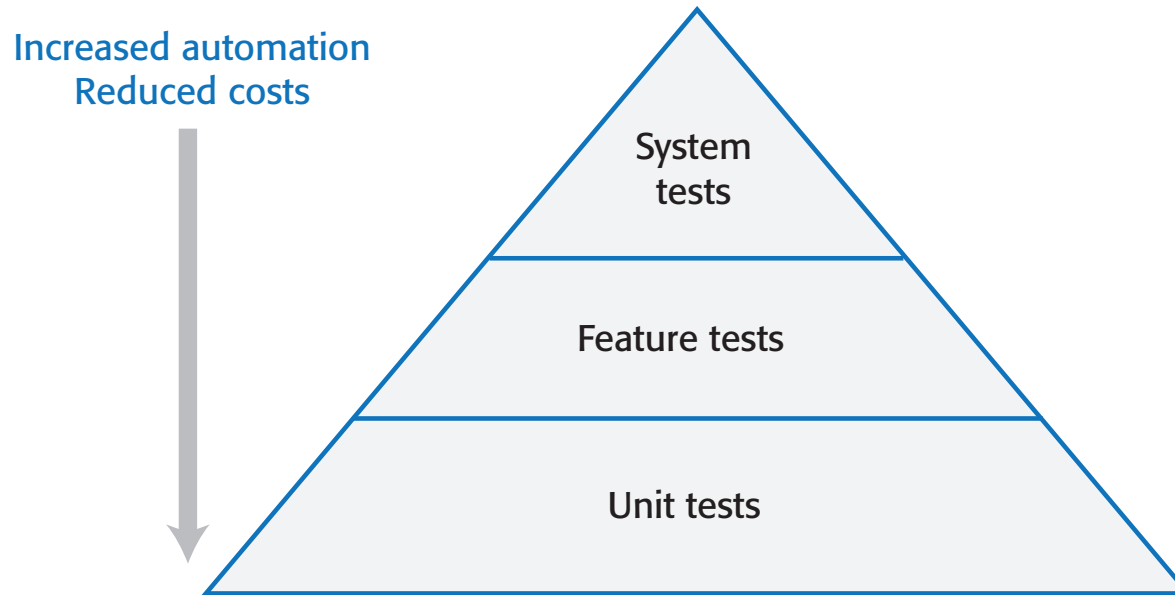 Increased automation
Reduced costs
System
tests
Feature tests
Unit tests